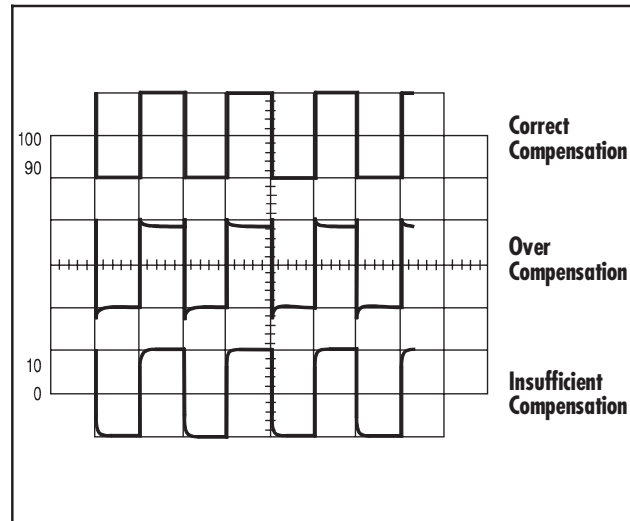 100
90
10
0
Correct
Compensation
Over
Compensation
Insufficient
Compensation